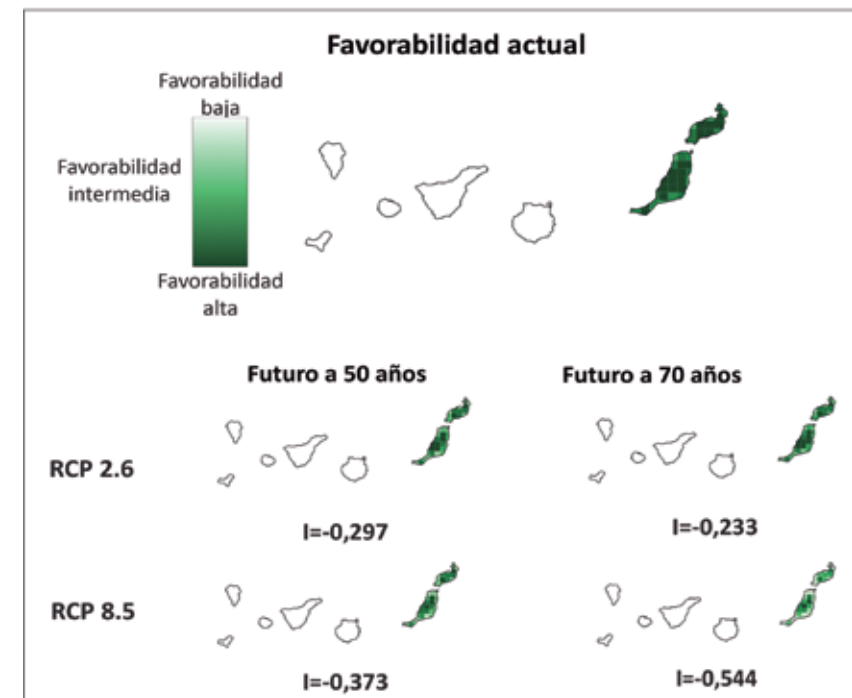 Favorabilidad actual
Favorabilidad
baja
Favorabilidad
intermedia
Favorabilidad
alta
Futuro a 50 años
Futuro a 70 años
RCP 2.6
I=-0,297
I=-0,233
RCP 8.5
I=-0,373
I=-0,544